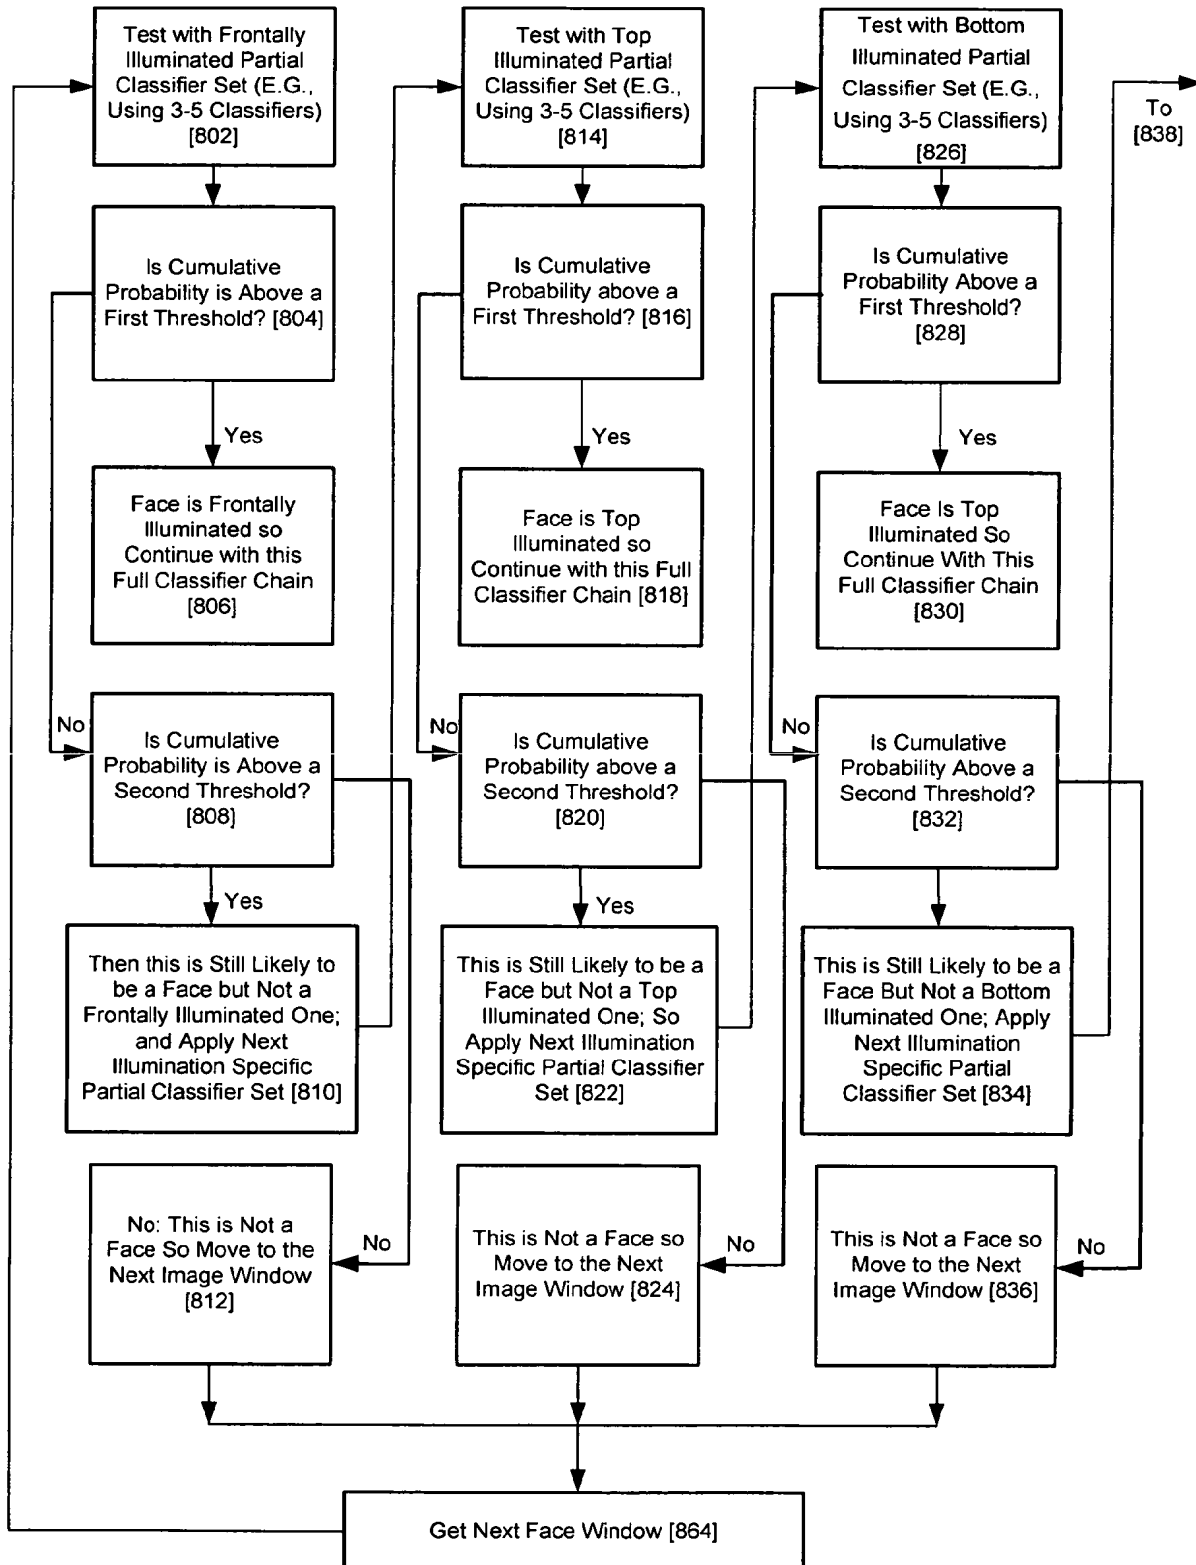 Test with Frontally
Illuminated Partial
Classifier Set (E.G.,
Using 3-5 Classifiers)
[802]
Is Cumulative
Probability is Above a
First Threshold? [804]
Yes
Face is Frontally
Illuminated so
Continue with this
Full Classifier Chain
[806]
No
Is Cumulative
Probability is Above a
Second Threshold?
[808]
Yes
Then this is Still Likely to
be a Face but Not a
Frontally Illuminated One;
and Apply Next
Illumination Specific
Partial Classifier Set [810]
No: This is Not a
Face So Move to the
Next Image Window
[812]
No
Test with Top
Illuminated Partial
Classifier Set (E.G.,
Using 3-5 Classifiers)
[814]
Is Cumulative
Probability above a
First Threshold? [816]
Yes
Face is Top
Illuminated so
Continue with this Full
Classifier Chain [818]
No
Is Cumulative
Probability above a
Second Threshold?
[820]
Yes
This is Still Likely to be a
Face but Not a Top
Illuminated One; So
Apply Next Illumination
Specific Partial Classifier
Set [822]
This is Not a Face so
Move to the Next
Image Window [824]
No
Test with Bottom
Illuminated Partial
Classifier Set (E.G.,
Using 3-5 Classifiers)
[826]
Is Cumulative
Probability Above a
First Threshold?
[828]
Yes
Face Is Top
Illuminated So
Continue With This
Full Classifier Chain
[830]
No
Is Cumulative
Probability Above a
Second Threshold?
[832]
This is Still Likely to be a
Face But Not a Bottom
Illuminated One; Apply
Next Illumination
Specific Partial
Classifier Set [834]
This is Not a Face so
Move to the Next
Image Window [836]
No
To
[838]
Get Next Face Window [864]